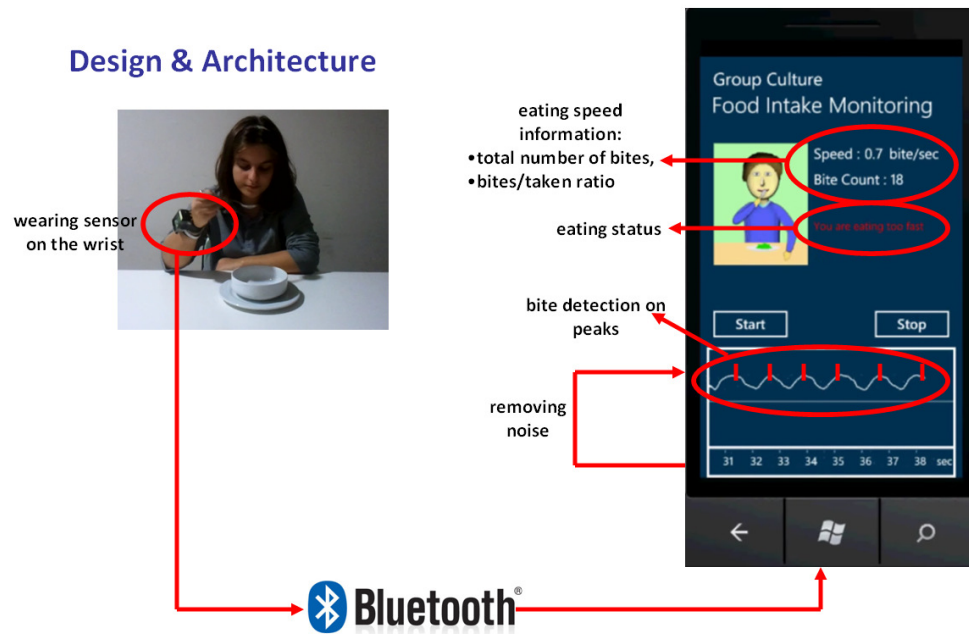 Design & Architecture
wearing sensor
on the wrist
eating speed
information:
•total number of bites,
•bites/taken ratio
eating status
bite detection on
peaks
removing
noise
Group Culture
Food Intake Monitoring
Speed : 0.7 bite/sec
Bite Count : 18
You are eating too fast
Start
Stop
31 32 33 34 35 36 37 38 sec
Bluetooth®